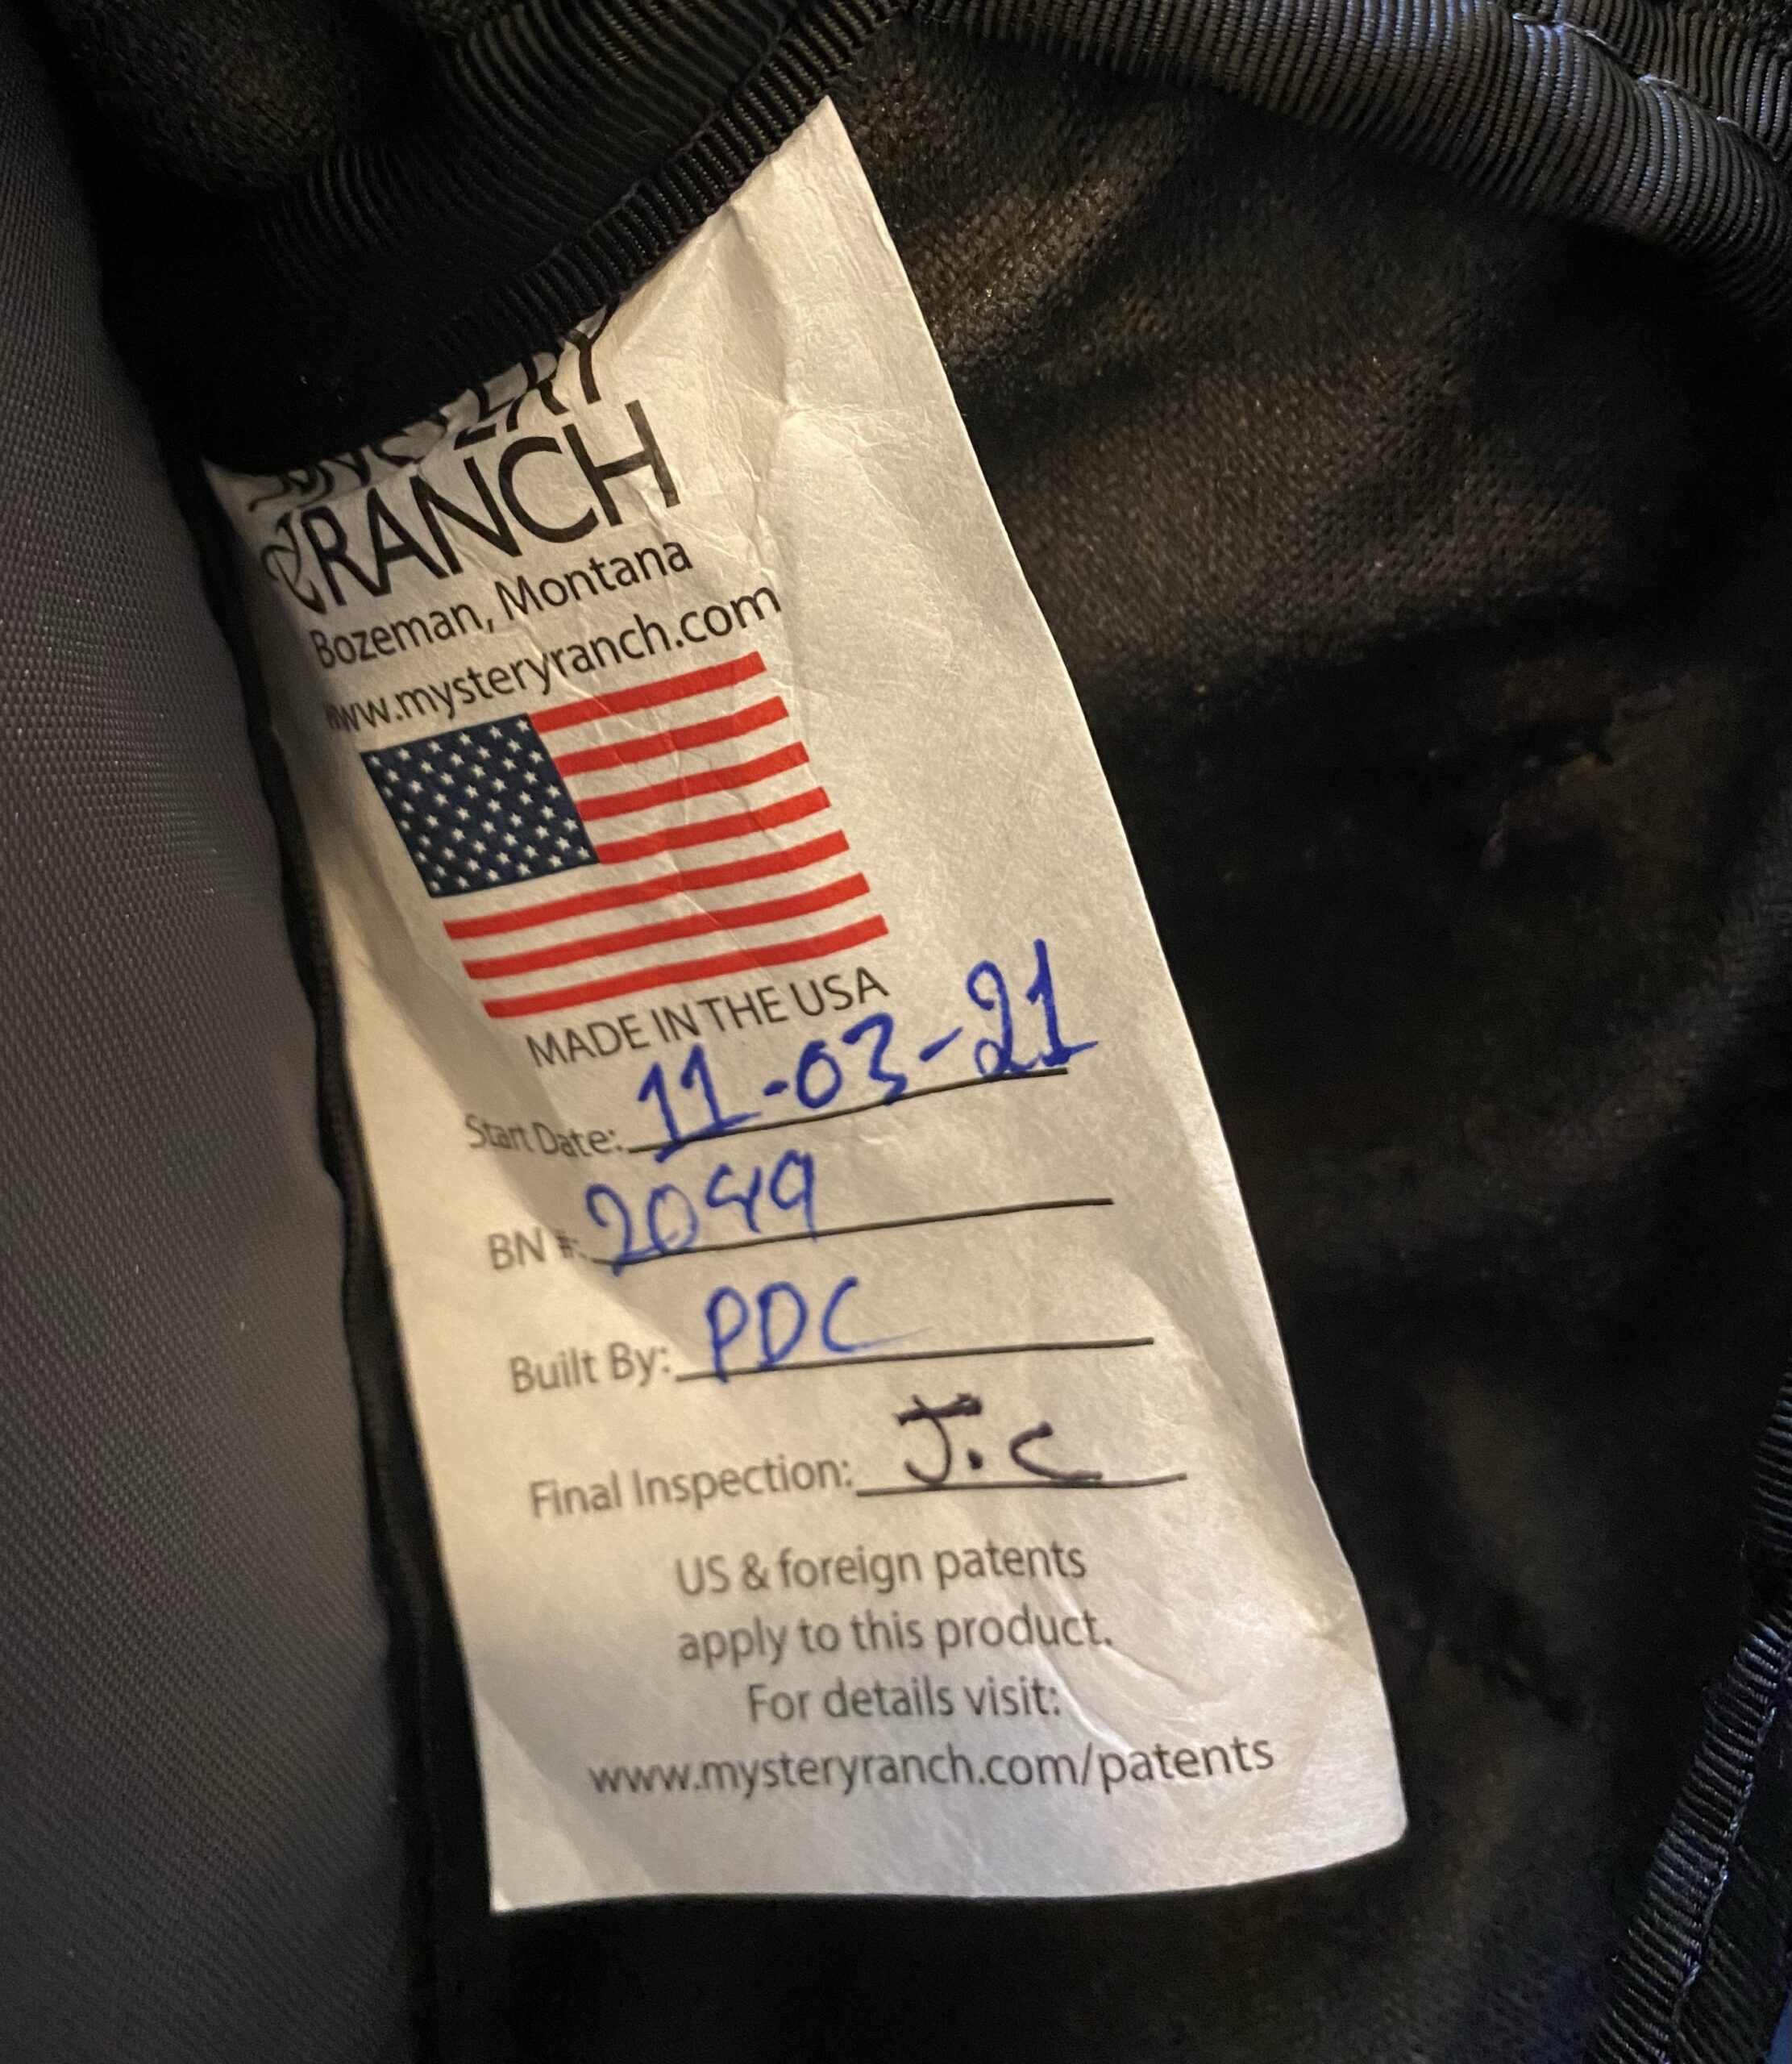 MYSTERY
RANCH
Bozeman, Montana
www.mysteryranch.com
MADE IN THE USA
Start Date: 11-03-21
BN #: 2049
Built By: PDC
Final Inspection: J.C
US & foreign patents
apply to this product.
For details visit:
www.mysteryranch.com/patents